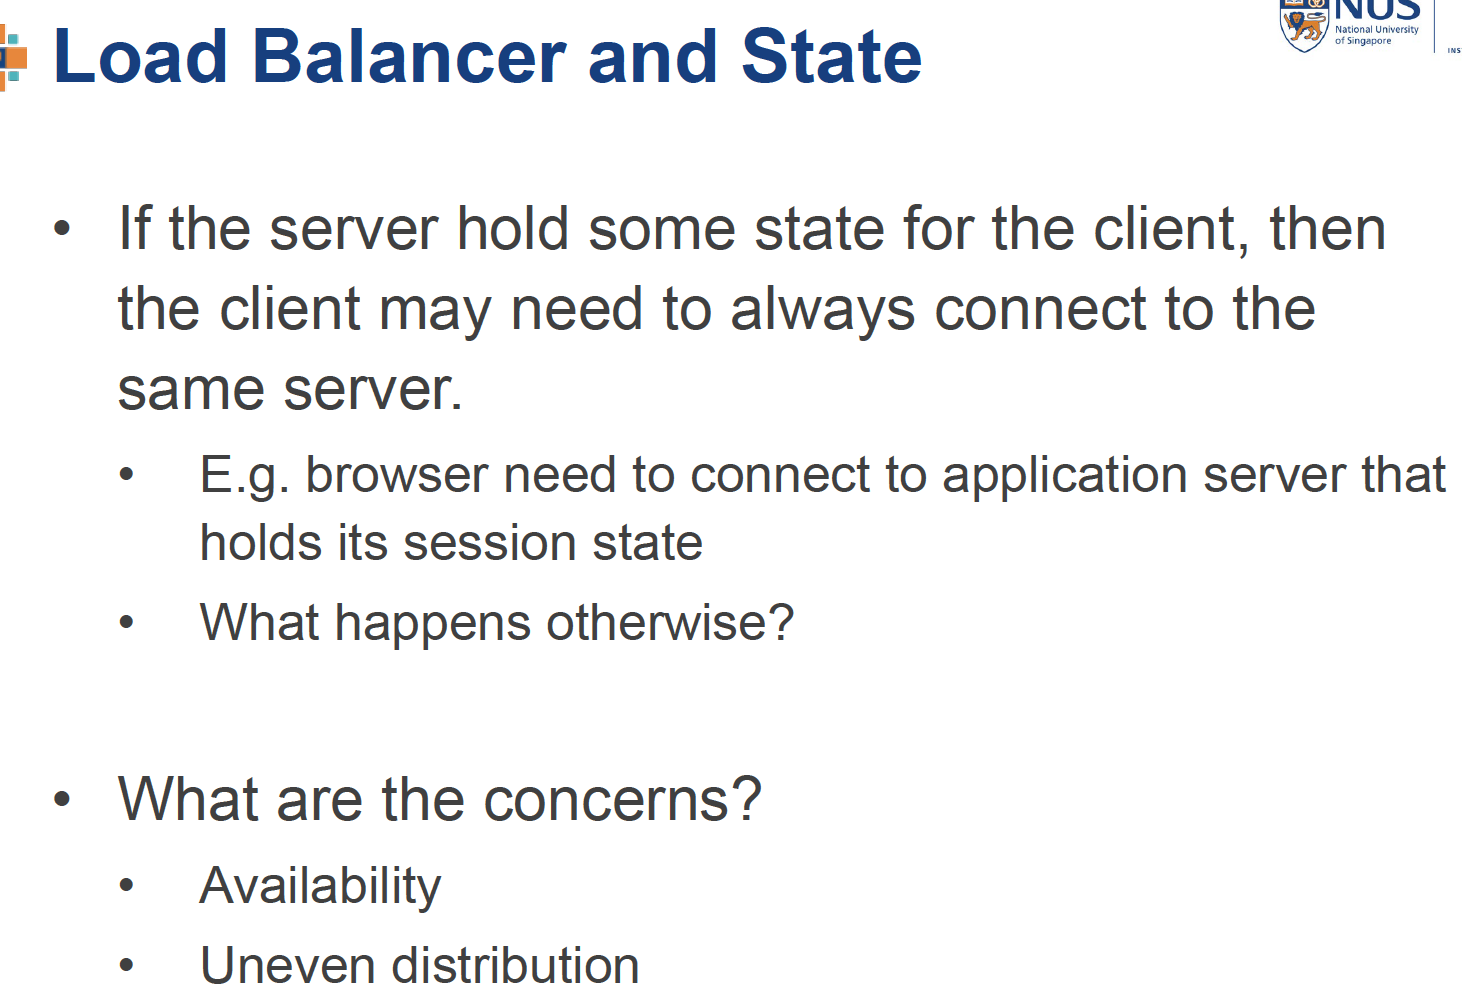 Load Balancer and State
NUS
National University
of Singapore
INS
• If the server hold some state for the client, then
the client may need to always connect to the
same server.
• E.g. browser need to connect to application server that
holds its session state
• What happens otherwise?
• What are the concerns?
• Availability
• Uneven distribution